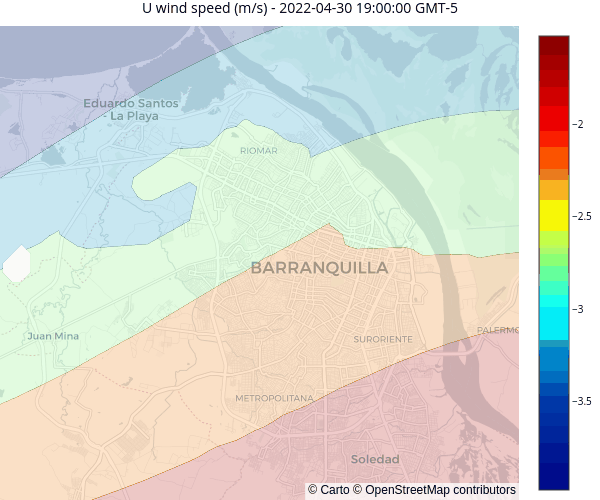 U wind speed (m/s) - 2022-04-30 19:00:00 GMT-5
Eduardo Santos
- La Playa
RIOMAR
BARRANQUILLA
Juan Mina
SURORIENTE
PALERMO
METROPOLITANA
Soledad
© Carto © OpenStreetMap contributors
−2
−2.5
−3
−3.5